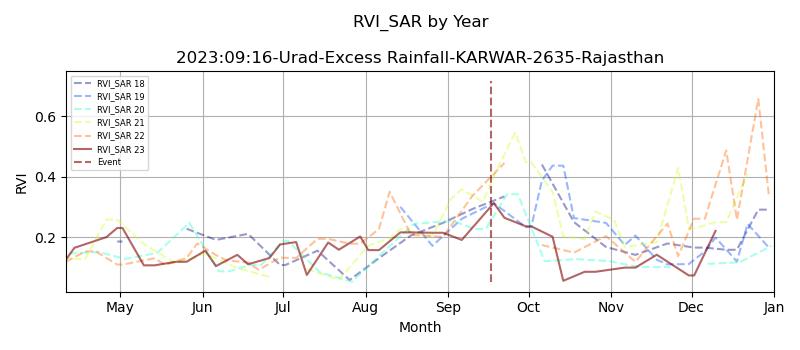 RVI_SAR by Year
2023:09:16-Urad-Excess Rainfall-KARWAR-2635-Rajasthan
RVI_SAR 18
RVI_SAR 19
RVI_SAR 20
RVI_SAR 21
RVI_SAR 22
RVI_SAR 23
Event
0.6
0.4
0.2
RVI
May Jun Jul Aug Sep Oct Nov Dec Jan
Month